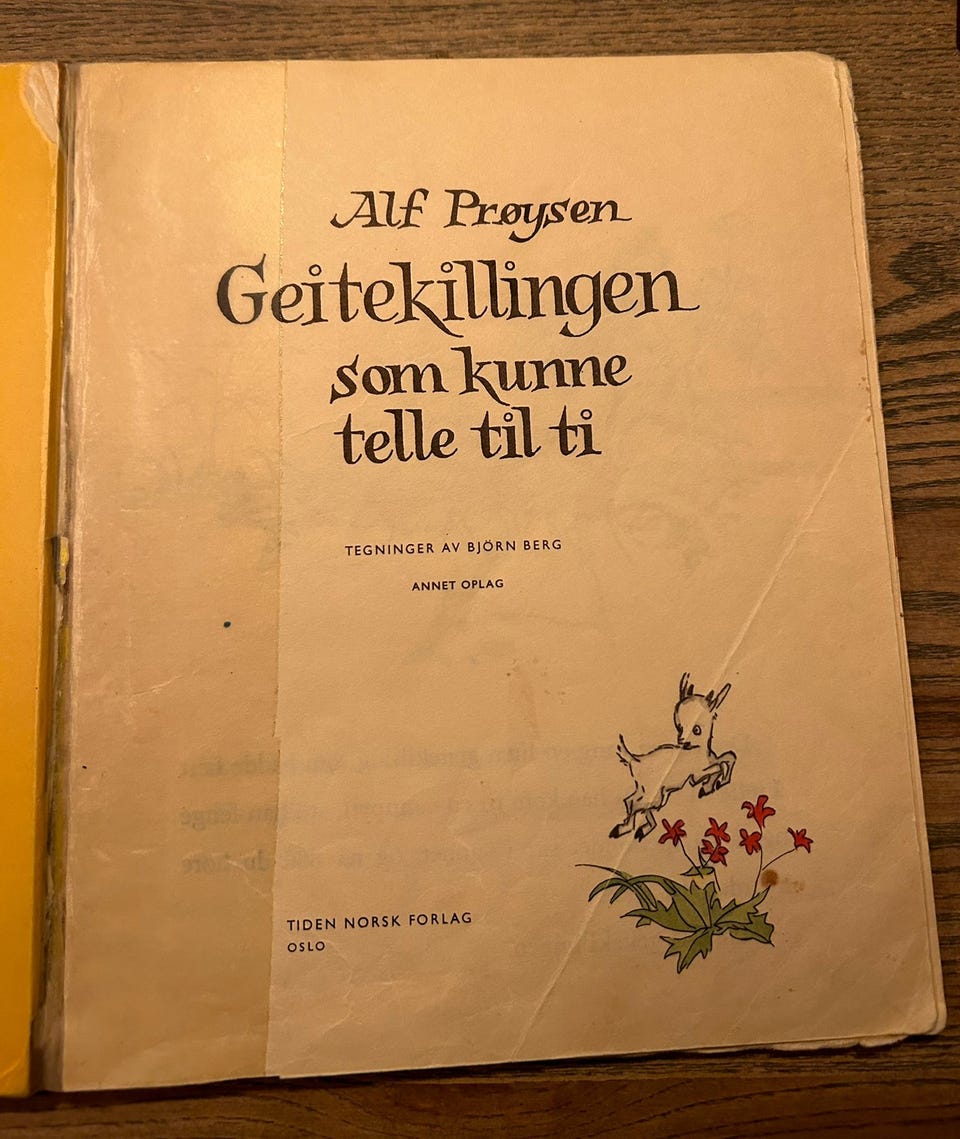 Alf Prøysen
Geitekillingen
som kunne
telle til ti
TEGNINGER AV BJÖRN BERG
ANNET OPLAG
TIDEN NORSK FORLAG
OSLO